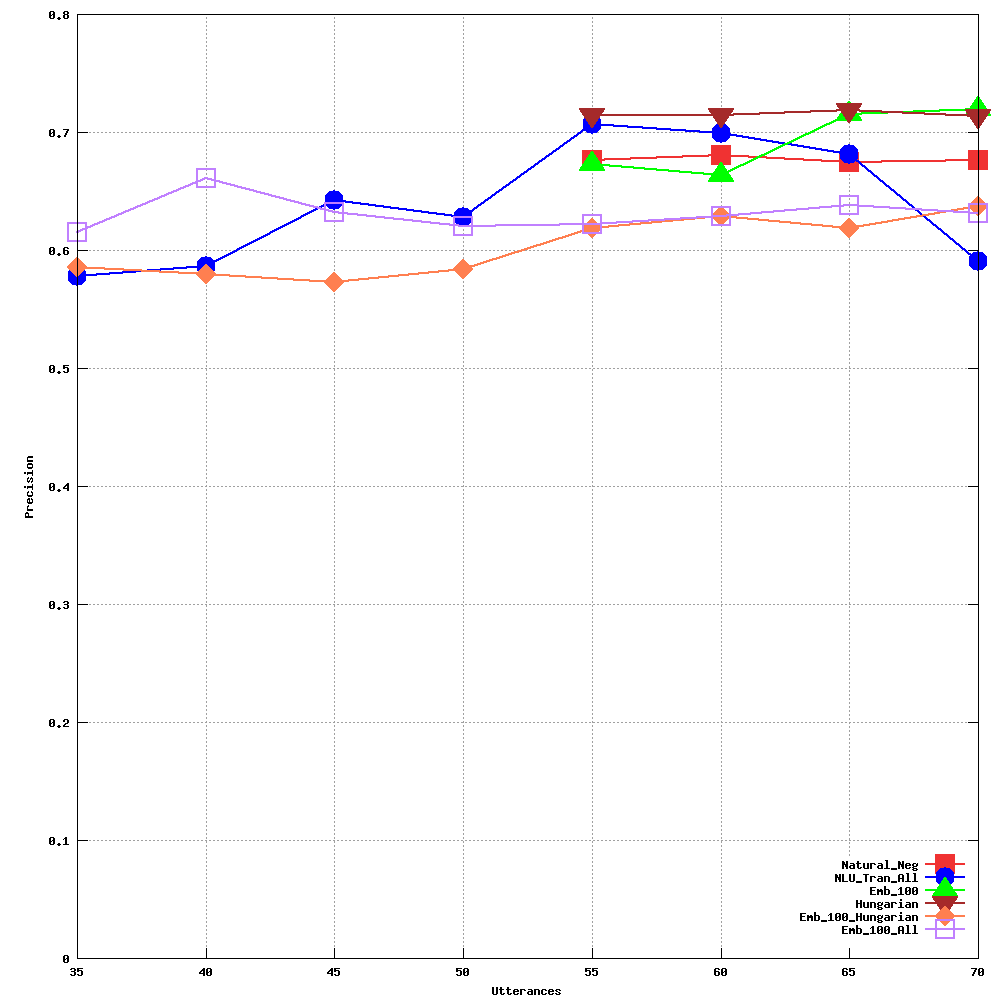 0.8
0.7
0.6
0.5
0.4
0.3
0.2
0.1
0
Precision
Natural_Neg
NLU_Tran_All
Emb_100
Hungarian
Emb_100_Hungarian
Emb_100_All
35 40 45 50 55 60 65 70
Utterances